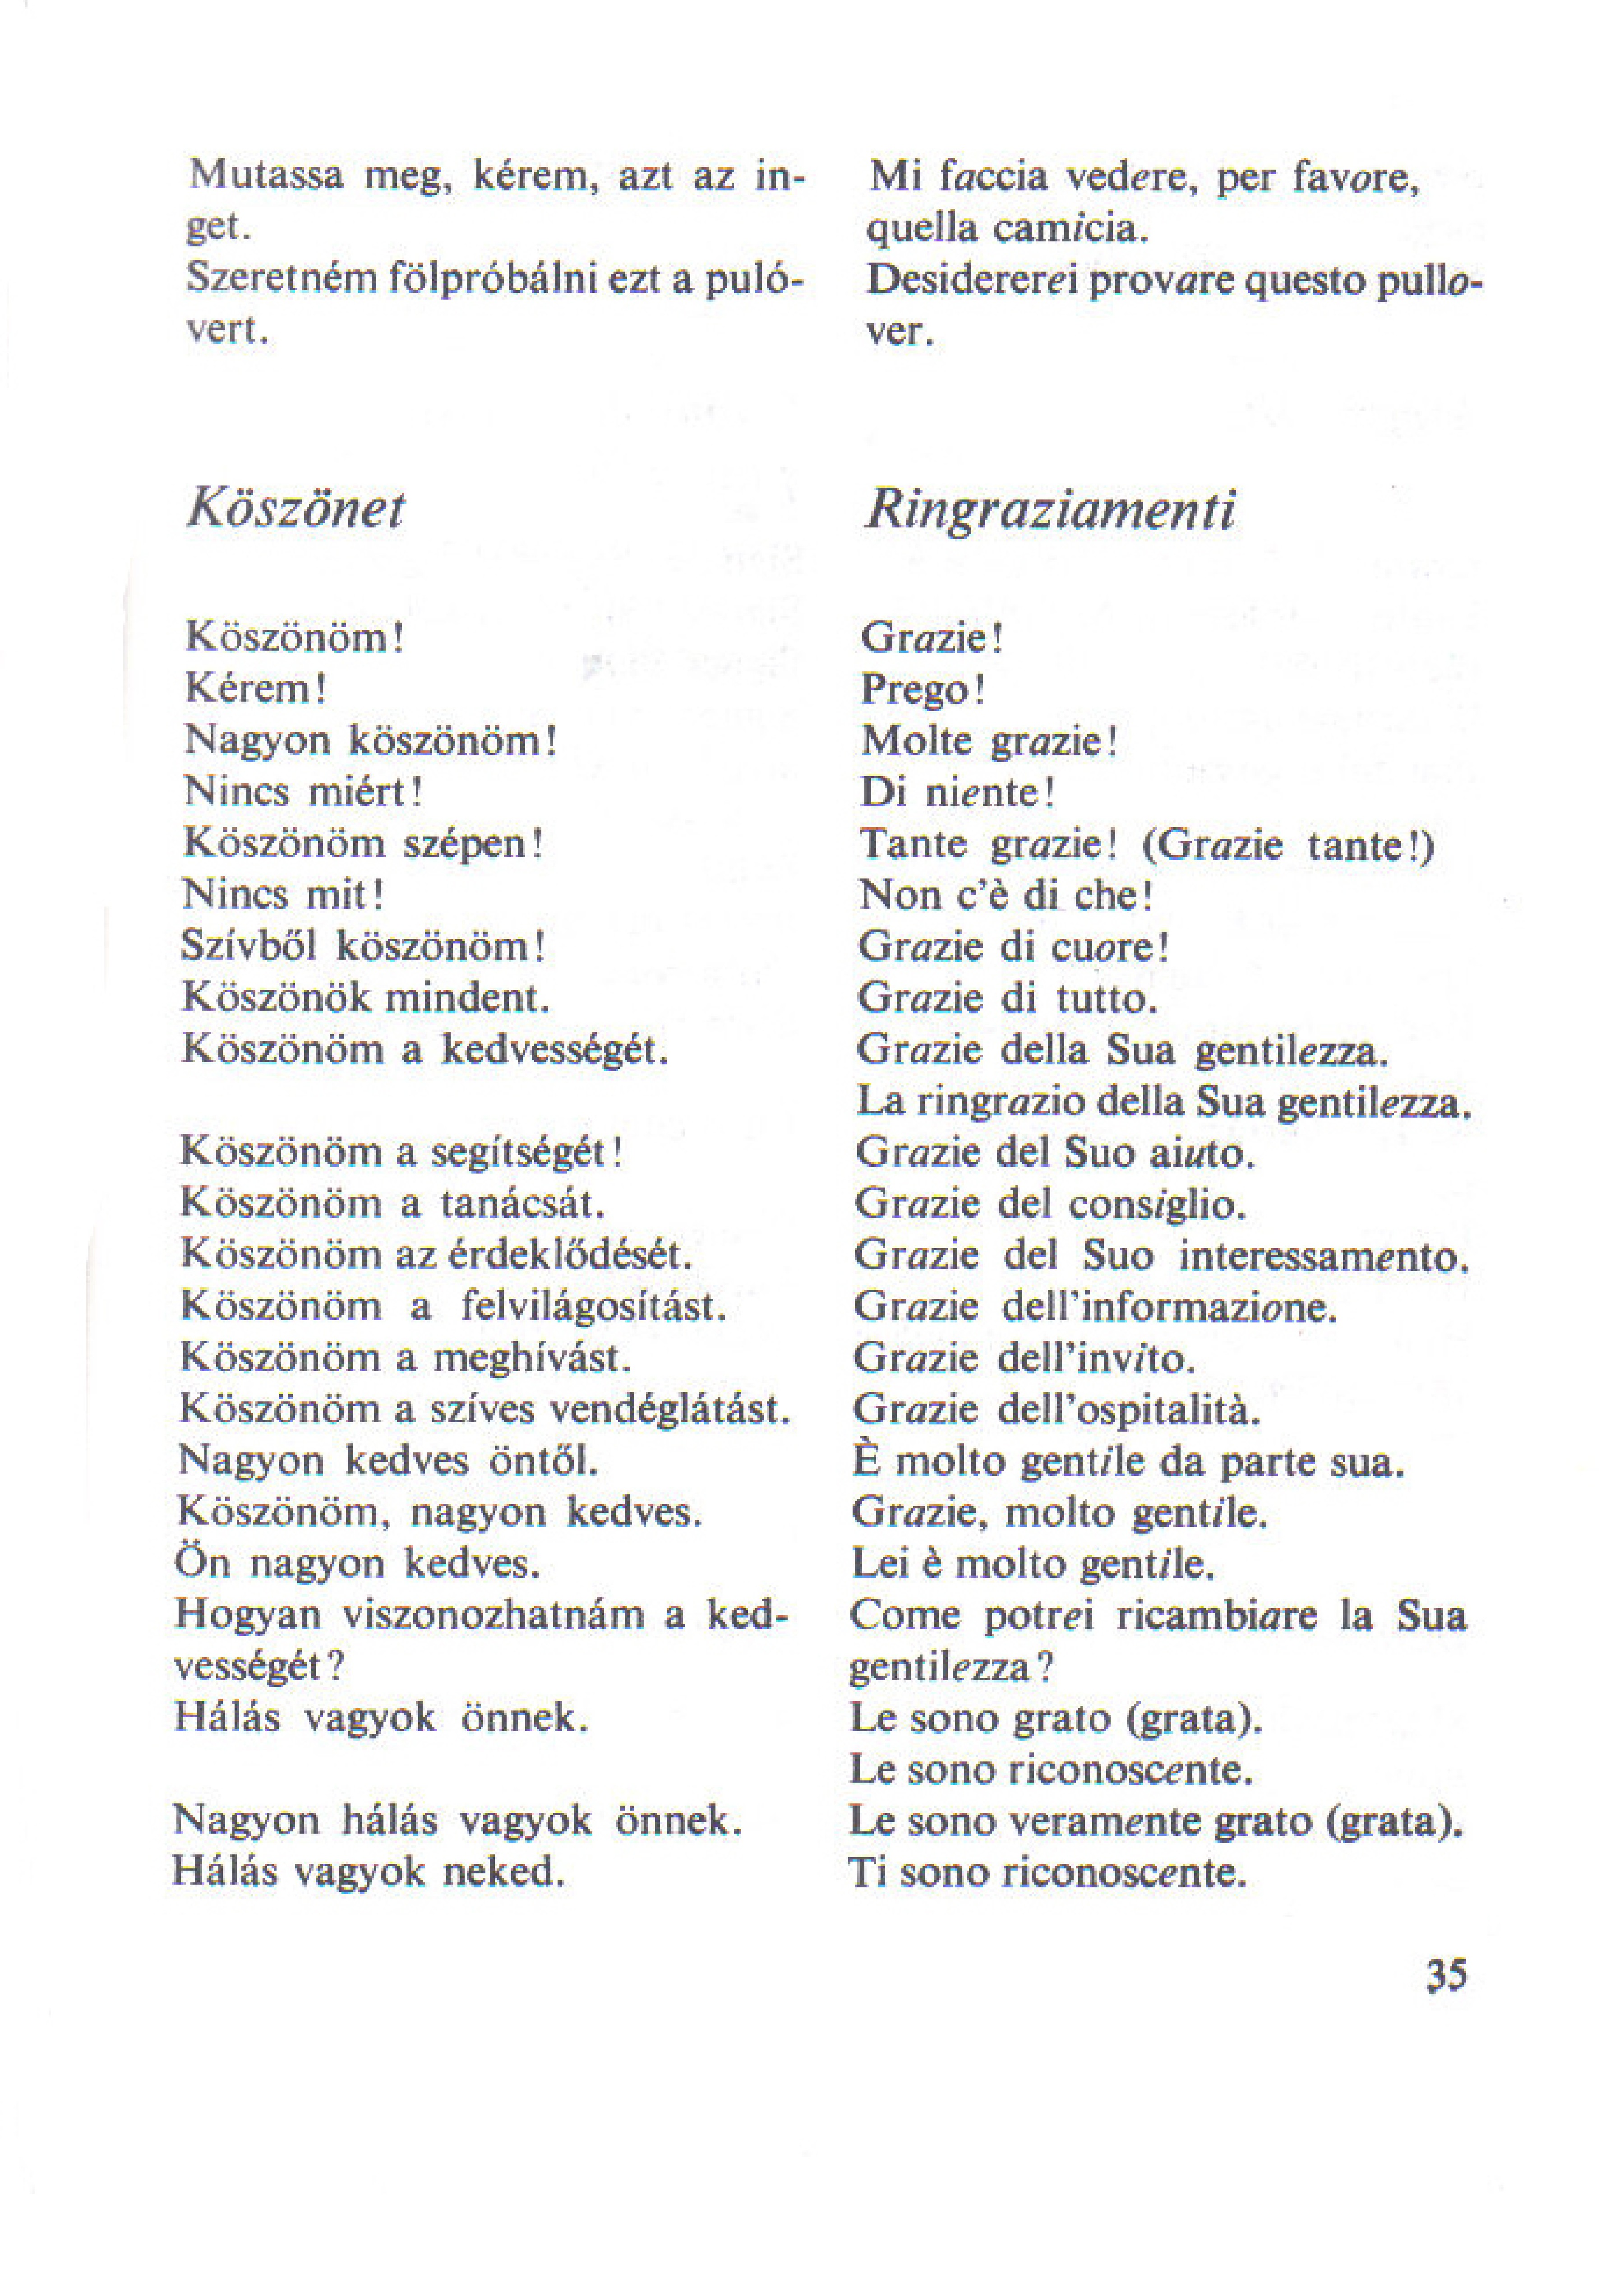 Mutassa meg, kérem, azt az in-
get.
Szeretném fölpróbálni ezt a puló-
vert.
Mi faccia vedere, per favore,
quella camicia.
Desidererei provare questo pullo-
ver.
Köszönet
Ringraziamenti
Köszönöm!
Kérem!
Nagyon köszönöm!
Nincs miért!
Köszönöm szépen!
Nincs mit!
Szívből köszönöm!
Köszönök mindent.
Köszönöm a kedvességét.
Köszönöm a segítségét!
Köszönöm a tanácsát.
Köszönöm az érdeklődését.
Köszönöm a felvilágosítást.
Köszönöm a meghívást.
Köszönöm a szíves vendéglátást.
Nagyon kedves öntől.
Köszönöm, nagyon kedves.
Ön nagyon kedves.
Hogyan viszonozhatnám a ked-
vességét?
Hálás vagyok önnek.
Nagyon hálás vagyok önnek.
Hálás vagyok neked.
Grazie!
Prego!
Molte grazie!
Di niente!
Tante grazie! (Grazie tante!)
Non c'è di che!
Grazie di cuore!
Grazie di tutto.
Grazie della Sua gentilezza.
La ringrazio della Sua gentilezza.
Grazie del Suo aiuto.
Grazie del consiglio.
Grazie del Suo interessamento.
Grazie dell'informazione.
Grazie dell'invito.
Grazie dell'ospitalità.
È molto gentile da parte sua.
Grazie, molto gentile.
Lei è molto gentile.
Come potrei ricambiare la Sua
gentilezza?
Le sono grato (grata).
Le sono riconoscente.
Le sono veramente grato (grata).
Ti sono riconoscente.
35